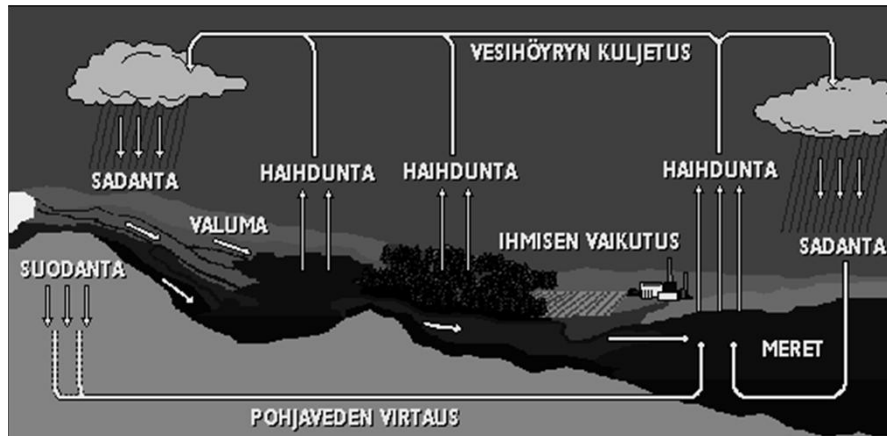 VESIHÖYRYN KULJETUS
SADANTA
HAIHDUNTA
HAIHDUNTA
HAIHDUNTA
VALUMA
IHMISEN VAIKUTUS
SADANTA
SUODANTA
MERET
POHJAVEDEN VIRTAUS